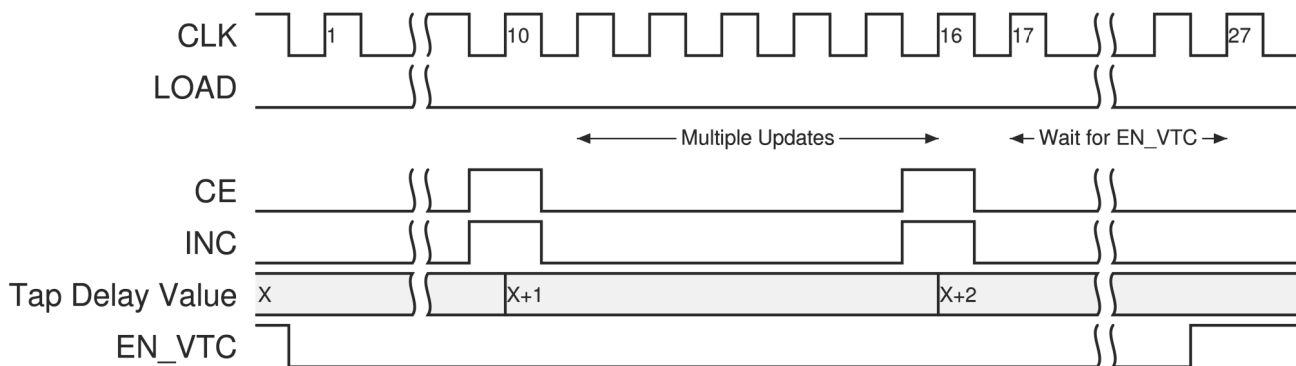 CLK 1 10 16 17 27
LOAD
Multiple Updates Wait for EN_VTC
CE
INC
Tap Delay Value X X+1 X+2
EN_VTC